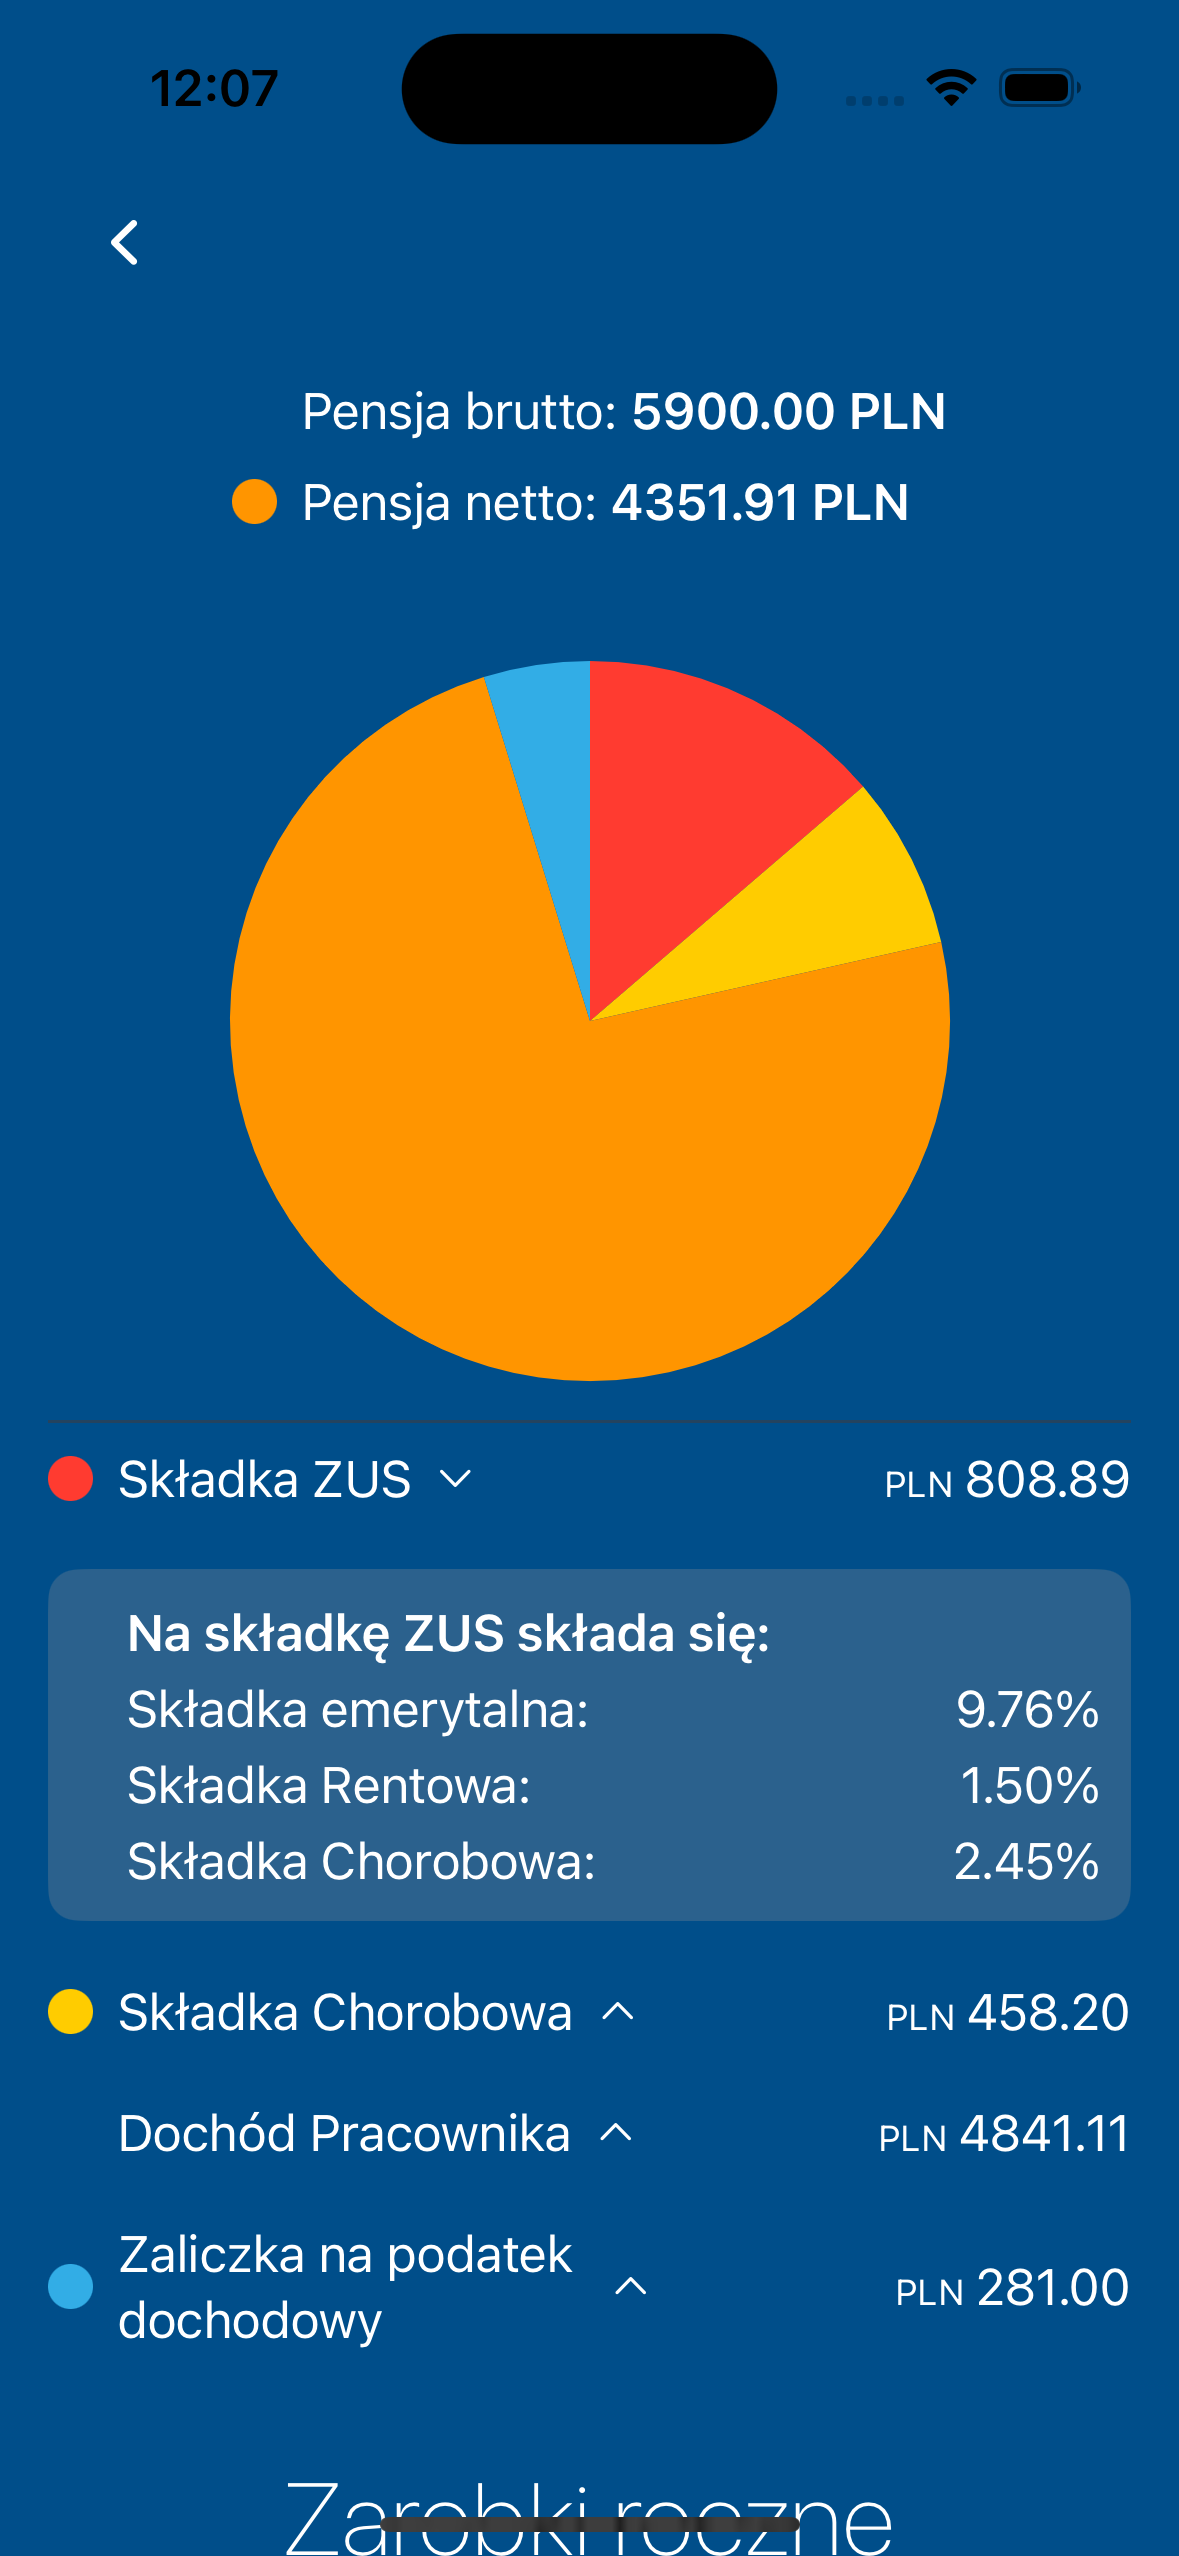 12:07
Pensja brutto: 5900.00 PLN
Pensja netto: 4351.91 PLN
Składka ZUS PLN 808.89
Na składkę ZUS składa się:
Składka emerytalna: 9.76%
Składka Rentowa: 1.50%
Składka Chorobowa: 2.45%
Składka Chorobowa PLN 458.20
Dochód Pracownika PLN 4841.11
Zaliczka na podatek
dochodowy PLN 281.00
Zarobki roczne